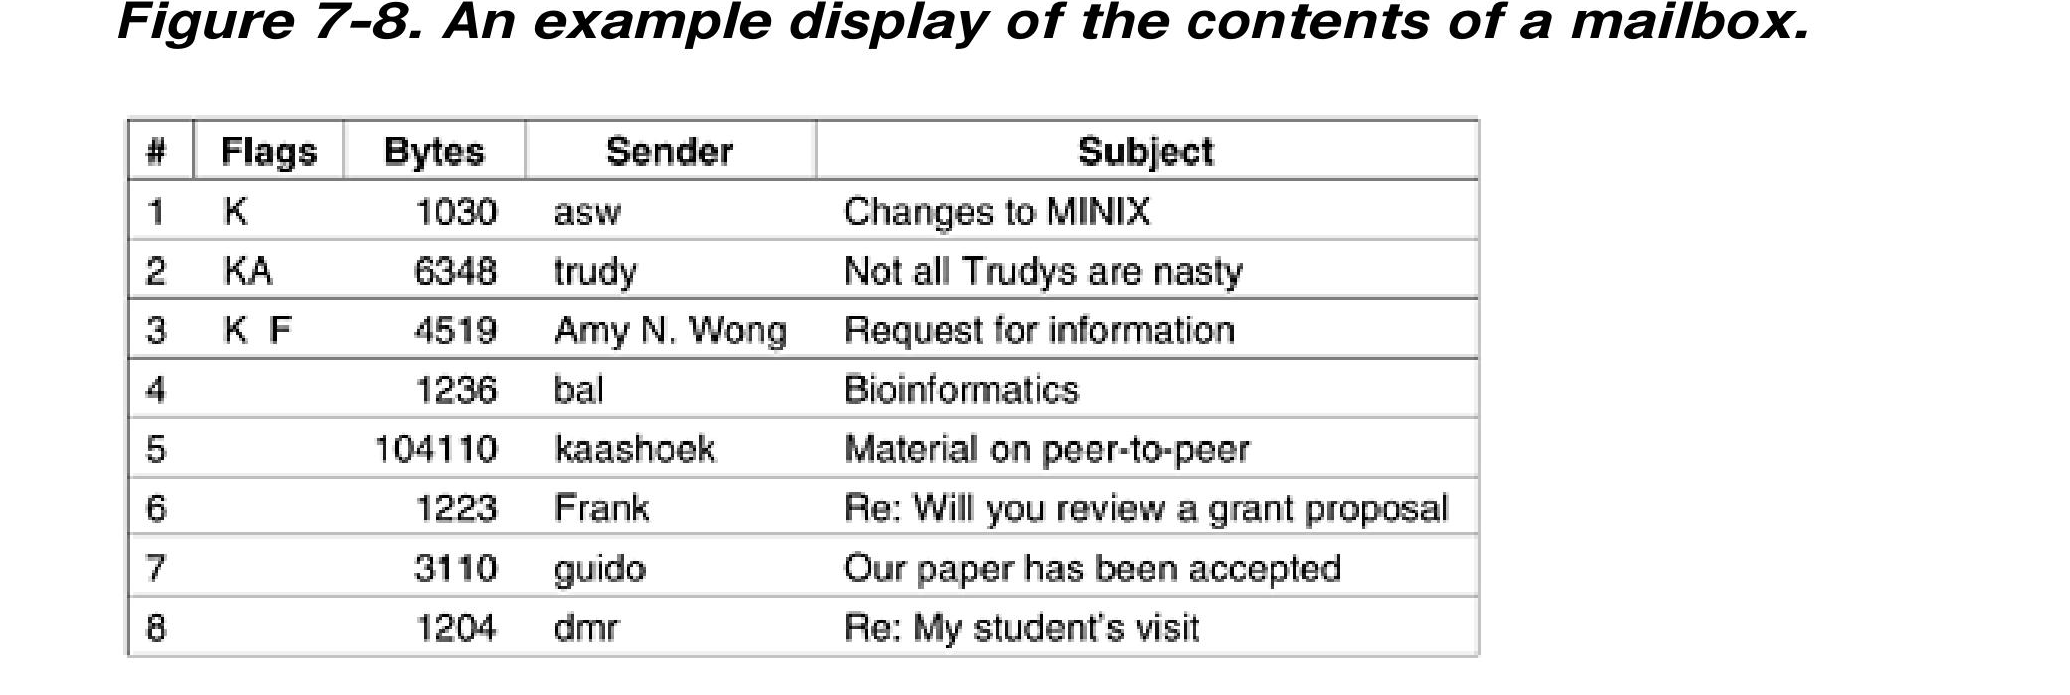 Figure 7-8. An example display of the contents of a mailbox.
# Flags Bytes Sender Subject
1 K 1030 asw Changes to MINIX
2 KA 6348 trudy Not all Trudys are nasty
3 K F 4519 Amy N. Wong Request for information
4 1236 bal Bioinformatics
5 104110 kaashoek Material on peer-to-peer
6 1223 Frank Re: Will you review a grant proposal
7 3110 guido Our paper has been accepted
8 1204 dmr Re: My student's visit